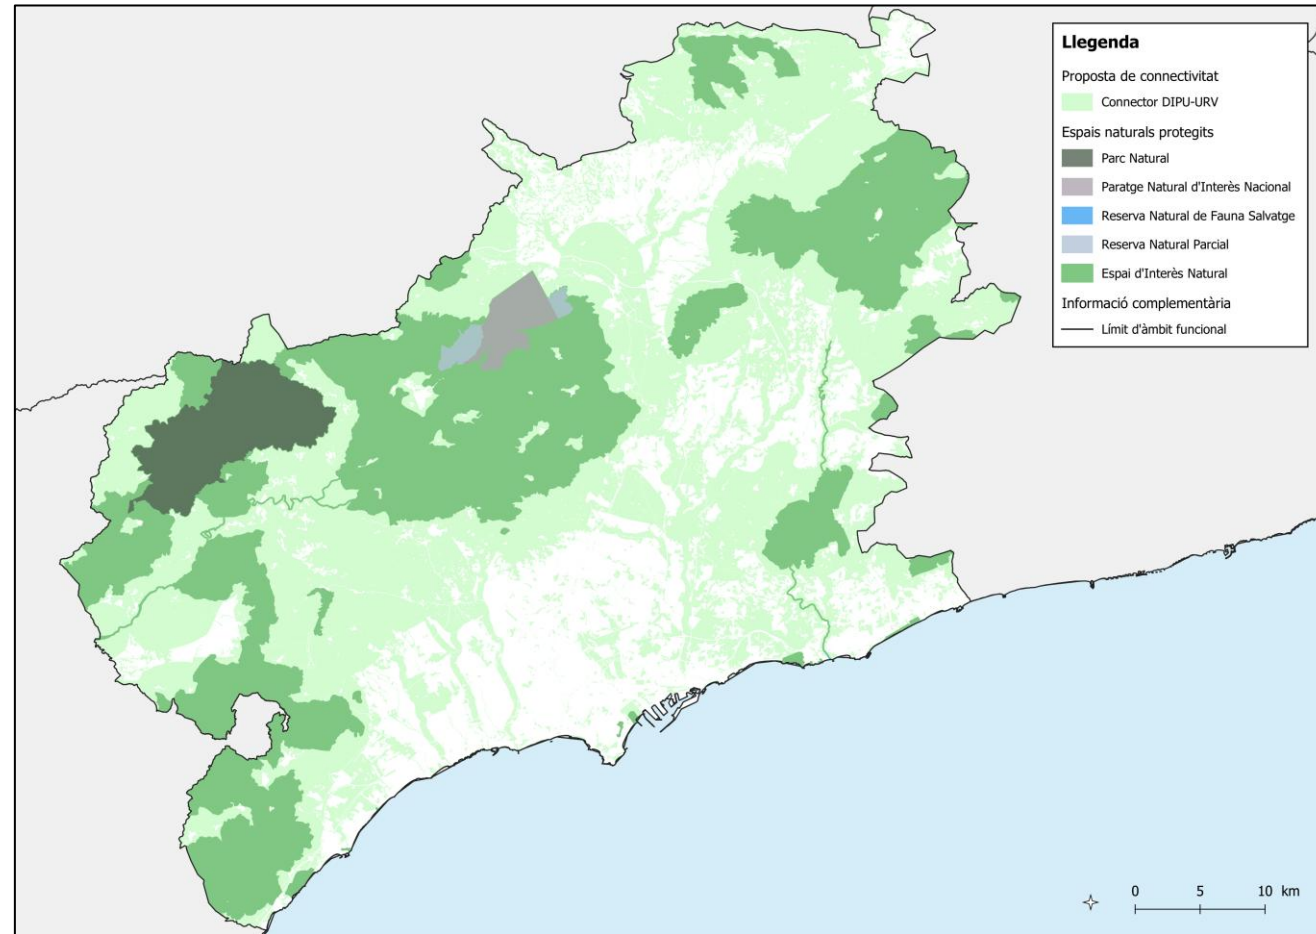 Llegenda
Proposta de connectivitat
Connector DIPU-URV
Espais naturals protegits
Parc Natural
Paratge Natural d'Interès Nacional
Reserva Natural de Fauna Salvatge
Reserva Natural Parcial
Espai d'Interès Natural
Informació complementària
Límit d'àmbit funcional
0 5 10 km